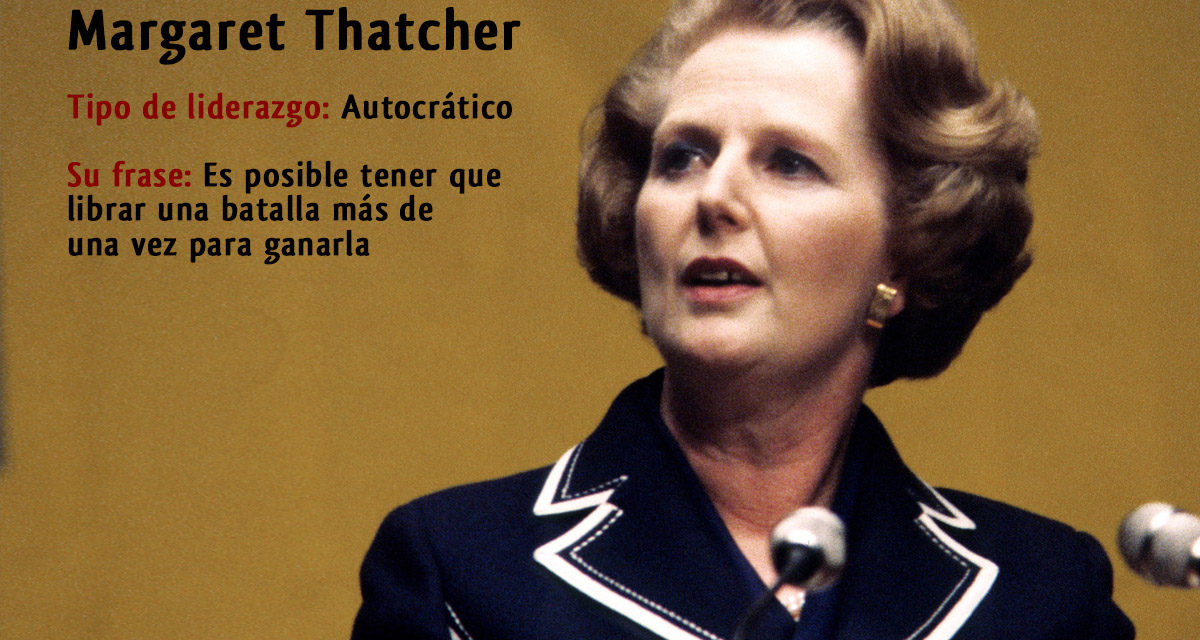 Margaret Thatcher
Tipo de liderazgo: Autocrático
Su frase: Es posible tener que
librar una batalla más de
una vez para ganarla